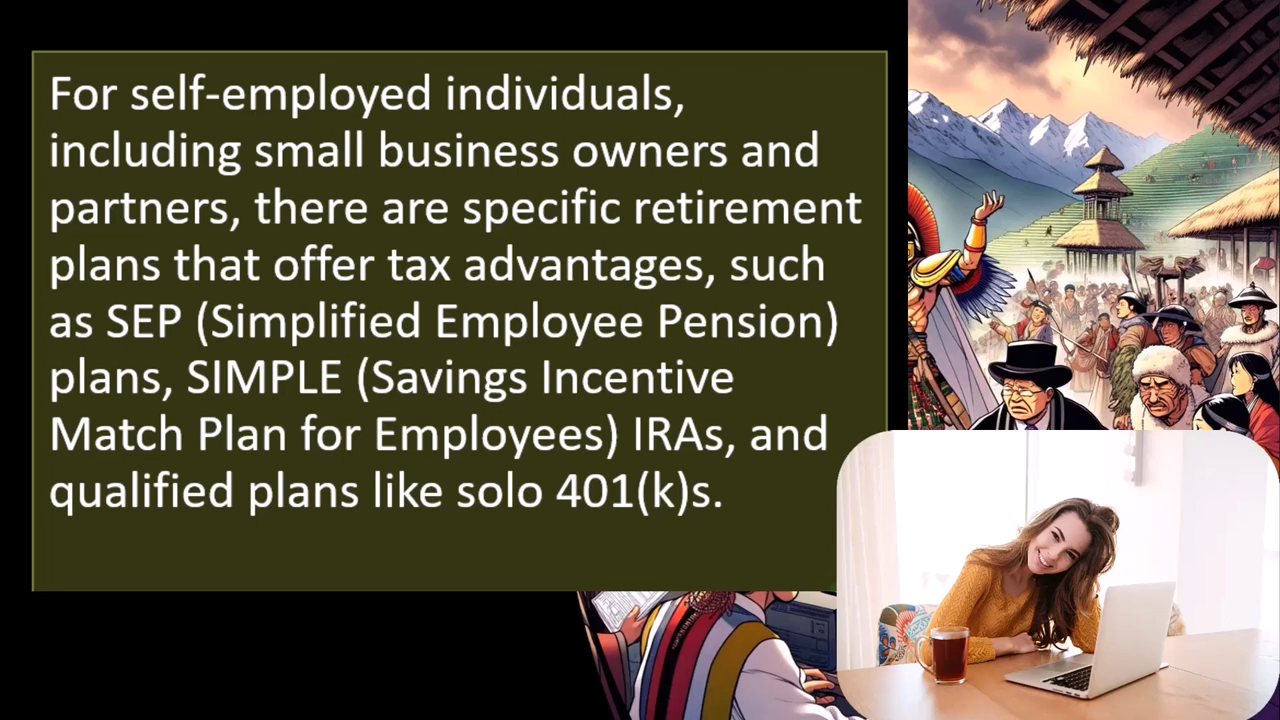 For self-employed individuals,
including small business owners and
partners, there are specific retirement
plans that offer tax advantages, such
as SEP (Simplified Employee Pension)
plans, SIMPLE (Savings Incentive
Match Plan for Employees) IRAs, and
qualified plans like solo 401(k)s.